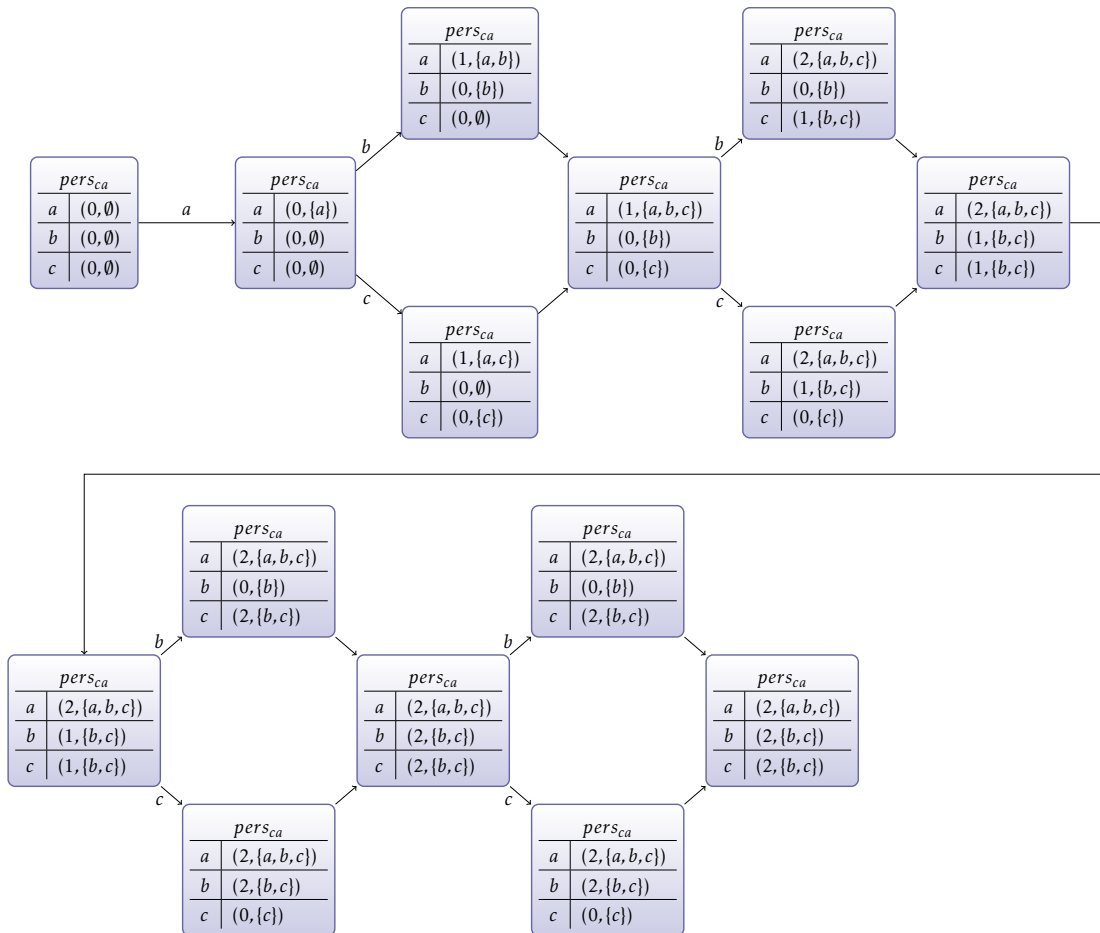 pers_ca
a (1,{a,b})
b (0,{b})
c (0,∅)
pers_ca
a (2,{a,b,c})
b (0,{b})
c (1,{b,c})
b
b
pers_ca
a (0,∅)
b (0,∅)
c (0,∅)
a
pers_ca
a (0,{a})
b (0,∅)
c (0,∅)
pers_ca
a (1,{a,b,c})
b (0,{b})
c (0,{c})
pers_ca
a (2,{a,b,c})
b (1,{b,c})
c (1,{b,c})
c
c
pers_ca
a (1,{a,c})
b (0,∅)
c (0,{c})
pers_ca
a (2,{a,b,c})
b (1,{b,c})
c (0,{c})
pers_ca
a (2,{a,b,c})
b (0,{b})
c (2,{b,c})
pers_ca
a (2,{a,b,c})
b (0,{b})
c (2,{b,c})
b
b
pers_ca
a (2,{a,b,c})
b (1,{b,c})
c (1,{b,c})
pers_ca
a (2,{a,b,c})
b (2,{b,c})
c (2,{b,c})
pers_ca
a (2,{a,b,c})
b (2,{b,c})
c (2,{b,c})
c
c
pers_ca
a (2,{a,b,c})
b (2,{b,c})
c (0,{c})
pers_ca
a (2,{a,b,c})
b (2,{b,c})
c (0,{c})